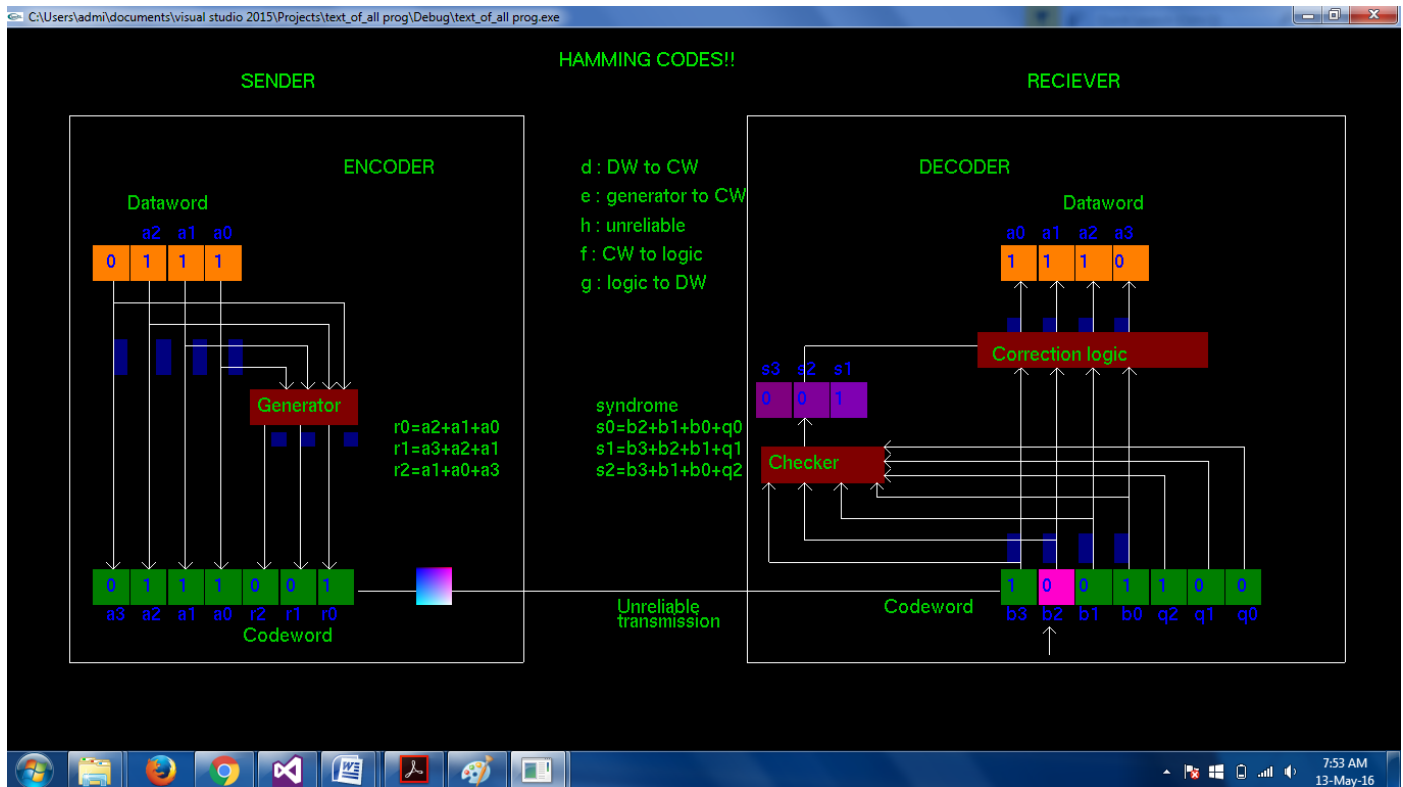 C:\Users\admi\documents\visual studio 2015\Projects\text_of_all prog\Debug\text_of_all prog.exe
HAMMING CODES!!
SENDER
RECIEVER
ENCODER
d : DW to CW
e : generator to CW
h : unreliable
f : CW to logic
g : logic to DW
DECODER
Dataword
a2 a1 a0
0 1 1 1
Dataword
a0 a1 a2 a3
1 1 1 0
Generator
r0=a2+a1+a0
r1=a3+a2+a1
r2=a1+a0+a3
Correction logic
s3 s2 s1
0 0 1
syndrome
s0=b2+b1+b0+q0
s1=b3+b2+b1+q1
s2=b3+b1+b0+q2
Checker
0 1 1 1 0 0 1
a3 a2 a1 a0 r2 r1 r0
Codeword
Unreliable
transmission
Codeword
1 0 0 1 1 0 0
b3 b2 b1 b0 q2 q1 q0
7:53 AM
13-May-16